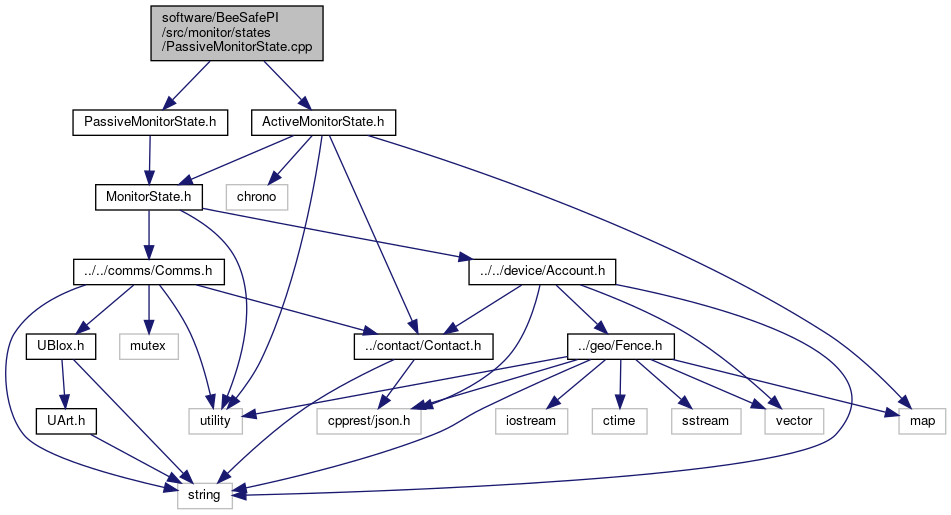 software/BeeSafePI
/src/monitor/states
/PassiveMonitorState.cpp
PassiveMonitorState.h
ActiveMonitorState.h
MonitorState.h
chrono
../../comms/Comms.h
../../device/Account.h
UBlox.h
mutex
../contact/Contact.h
../geo/Fence.h
UArt.h
utility
cpprest/json.h
iostream
ctime
sstream
vector
map
string